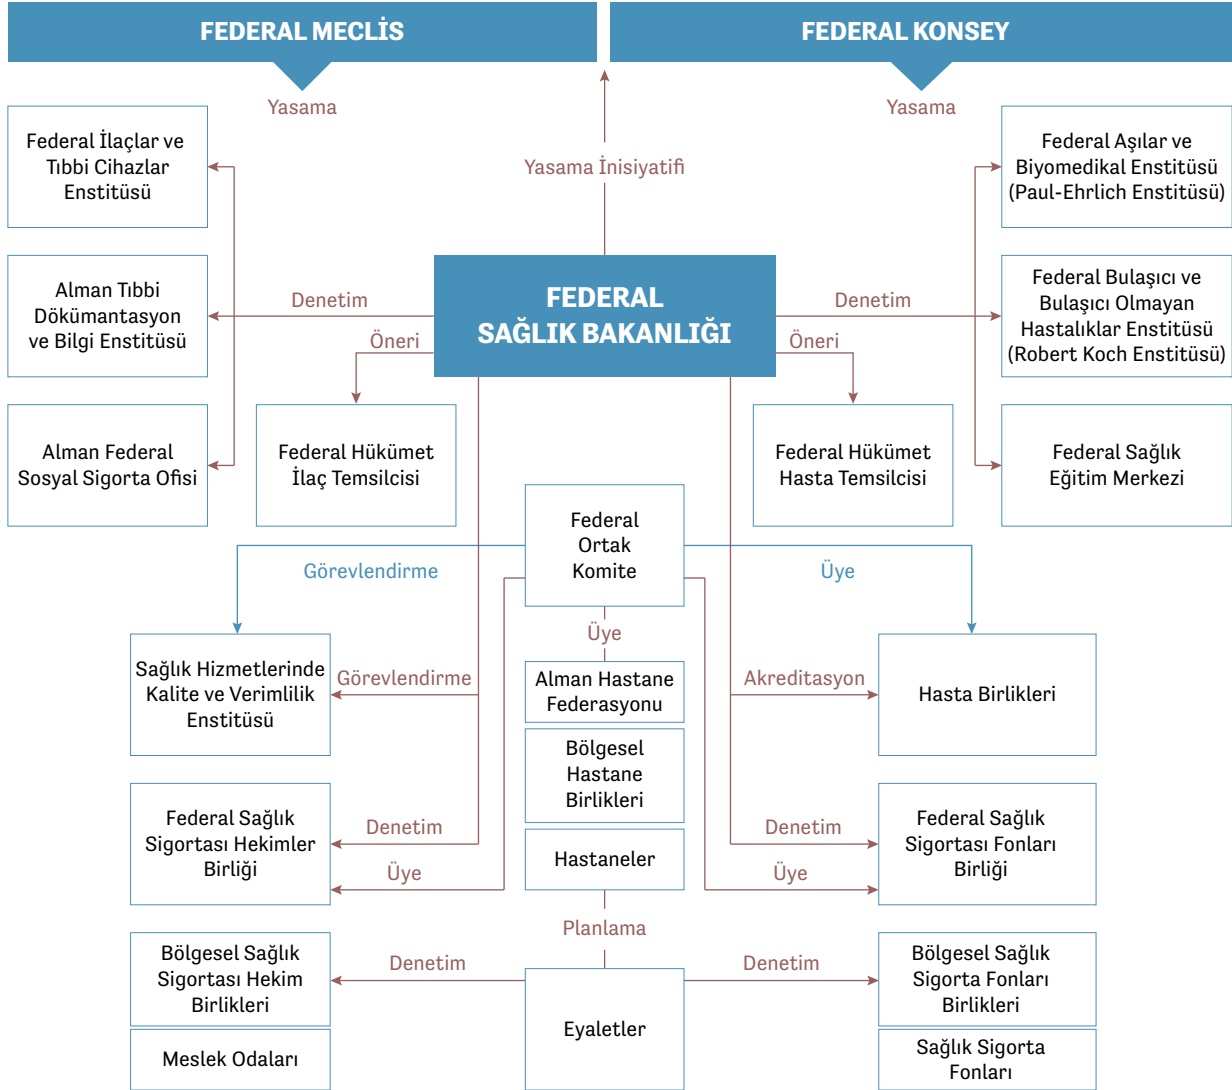 FEDERAL MECLİS
FEDERAL KONSEY
Yasama
Yasama
Federal İlaçlar ve
Tıbbi Cihazlar
Enstitüsü
Yasama İnisiyatifi
Federal Aşılar ve
Biyomedikal Enstitüsü
(Paul-Ehrlich Enstitüsü)
Alman Tıbbi
Dökümantasyon
ve Bilgi Enstitüsü
Denetim
FEDERAL
SAĞLIK BAKANLIĞI
Denetim
Federal Bulaşıcı ve
Bulaşıcı Olmayan
Hastalıklar Enstitüsü
(Robert Koch Enstitüsü)
Öneri
Öneri
Alman Federal
Sosyal Sigorta Ofisi
Federal Hükümet
İlaç Temsilcisi
Federal Hükümet
Hasta Temsilcisi
Federal Sağlık
Eğitim Merkezi
Federal
Ortak
Komite
Görevlendirme
Üye
Üye
Sağlık Hizmetlerinde
Kalite ve Verimlilik
Enstitüsü
Görevlendirme
Alman Hastane
Federasyonu
Akreditasyon
Hasta Birlikleri
Bölgesel
Hastane
Birlikleri
Federal Sağlık
Sigortası Hekimler
Birliği
Denetim
Üye
Hastaneler
Denetim
Üye
Federal Sağlık
Sigortası Fonları
Birliği
Planlama
Bölgesel Sağlık
Sigortası Hekim
Birlikleri
Denetim
Denetim
Bölgesel Sağlık
Sigorta Fonları
Birlikleri
Eyaletler
Meslek Odaları
Sağlık Sigorta
Fonları